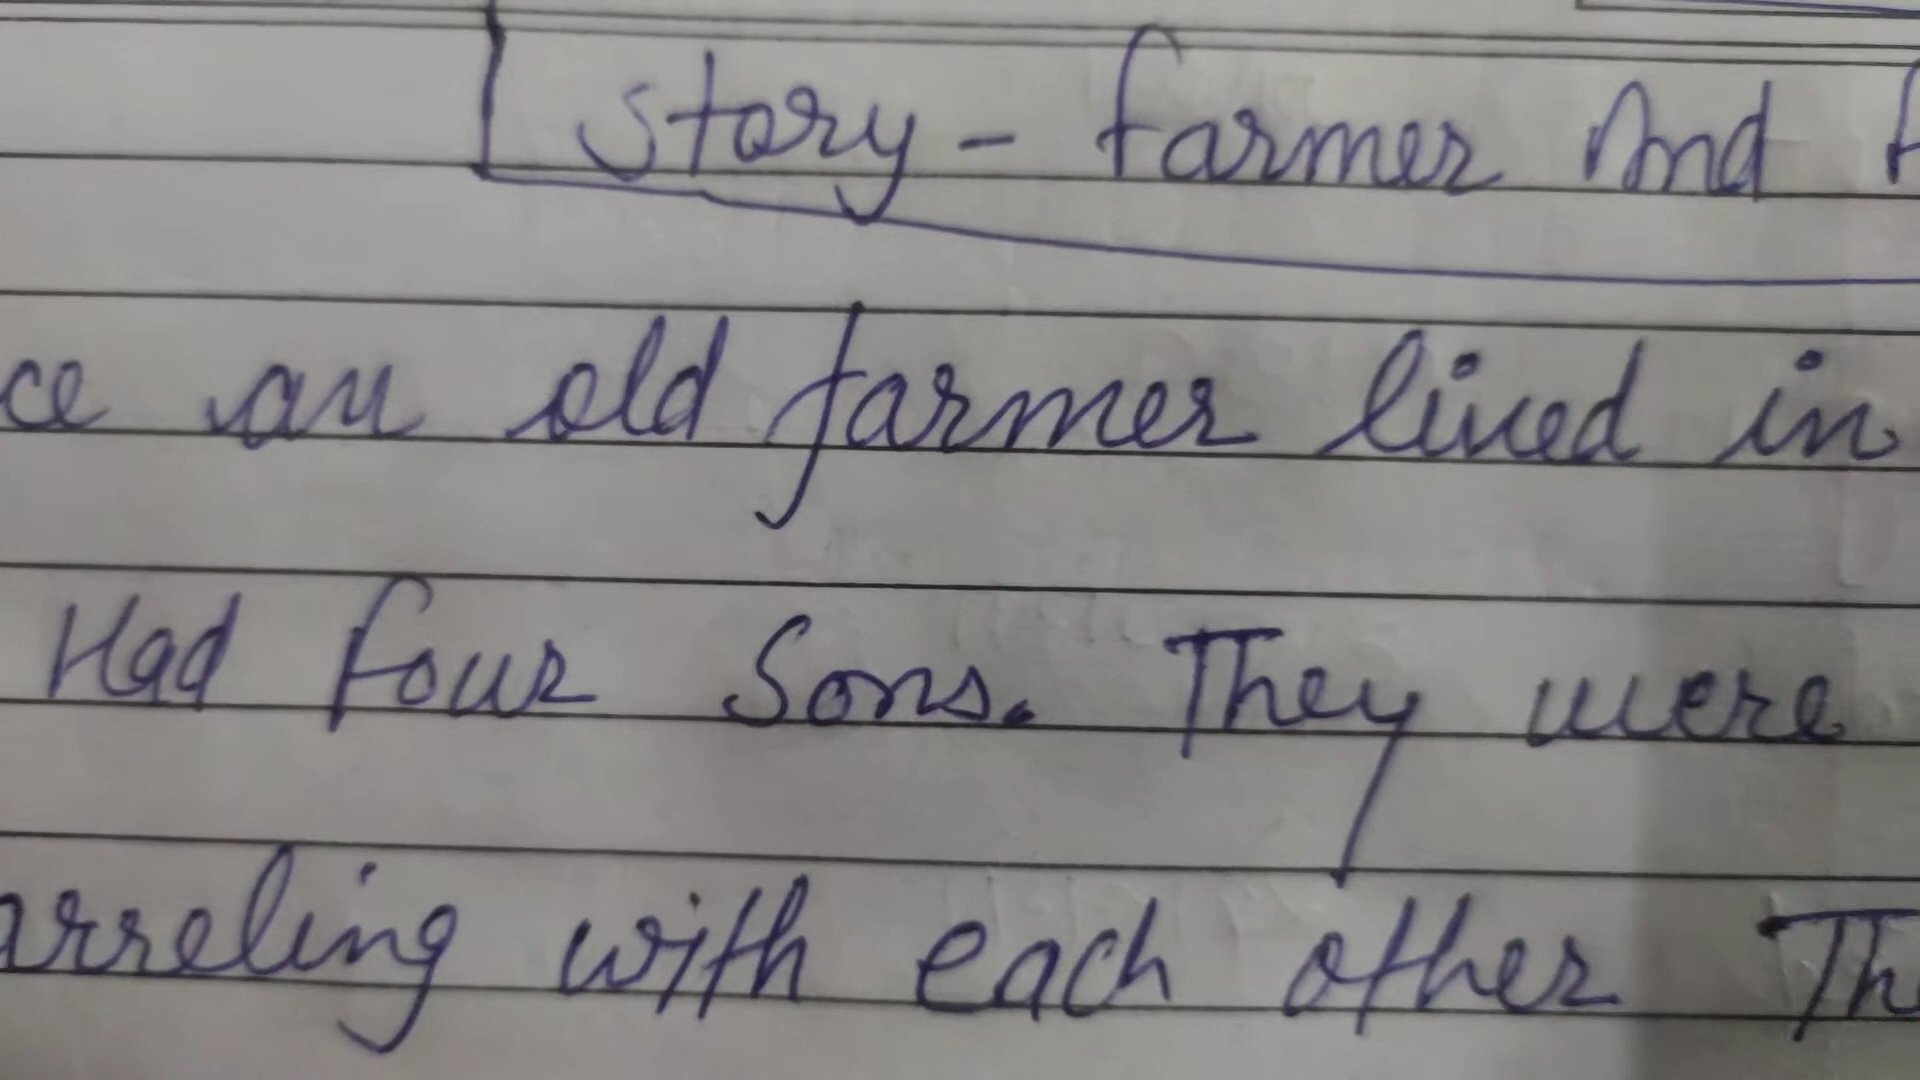 Story - farmer And
ce an old farmer lived in
Had four Sons. They were
arreling with each other Th